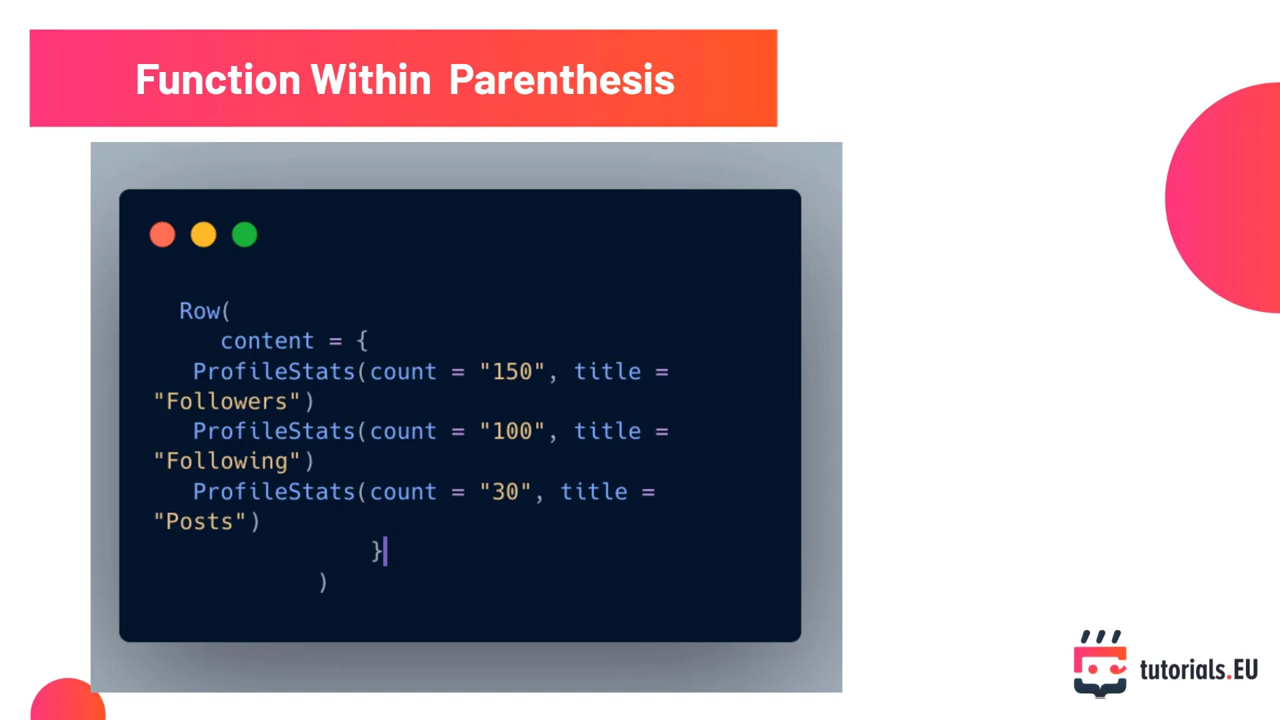 Function Within Parenthesis
Row(
content = {
ProfileStats(count = "150", title =
"Followers")
ProfileStats(count = "100", title =
"Following")
ProfileStats(count = "30", title =
"Posts")
}
)
tutorials.EU